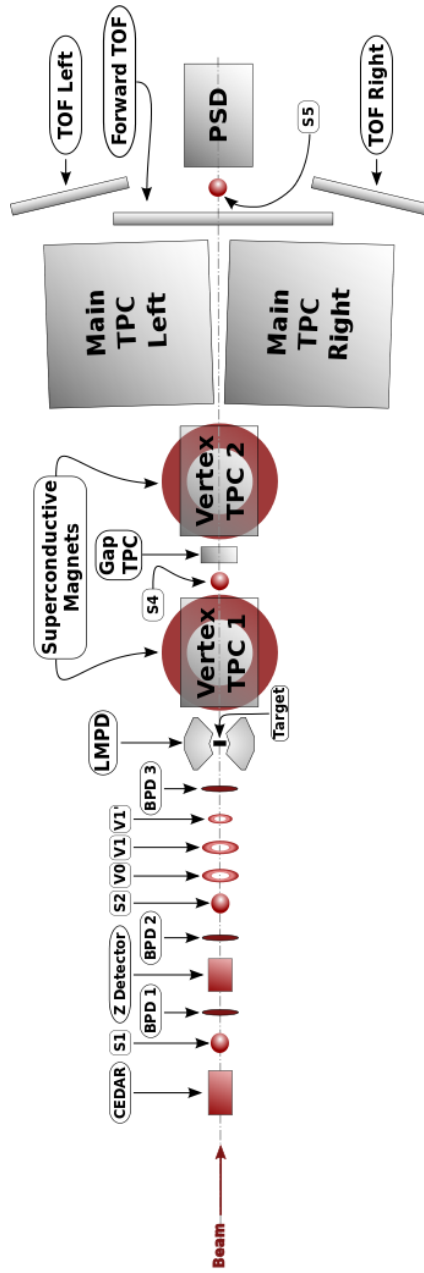 Beam
CEDAR
S1
BPD 1
Z Detector
BPD 2
S2
V0
V1
V1'
BPD 3
LMPD
Target
Superconductive
Magnets
Vertex
TPC 1
S4
Gap
TPC
Vertex
TPC 2
Main
TPC
Left
Main
TPC
Right
TOF Left
Forward TOF
PSD
S5
TOF Right